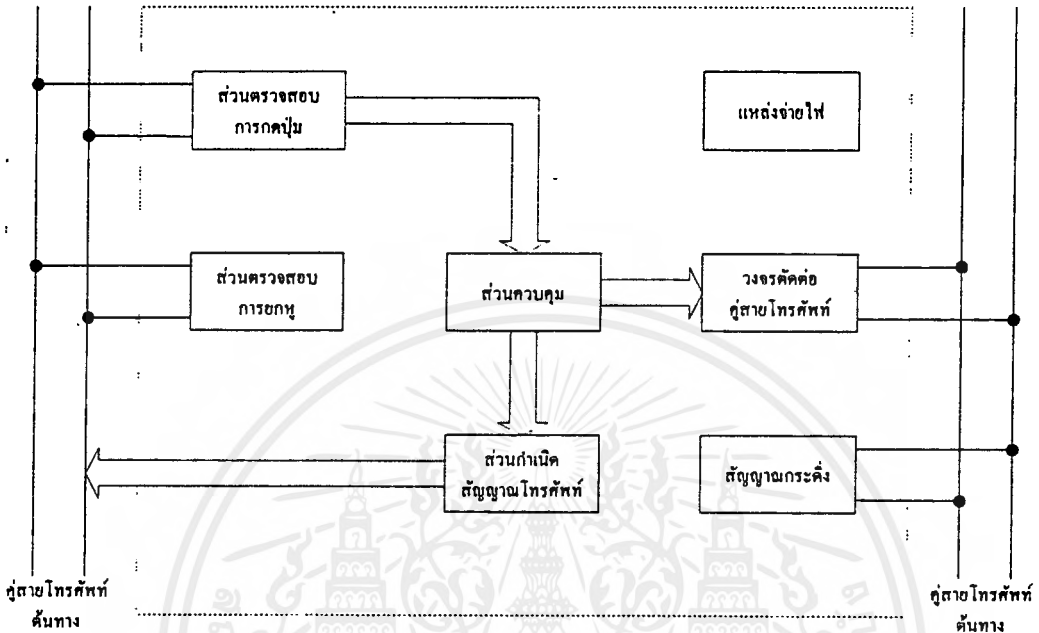 ส่วนตรวจสอบ
การกดปุ่ม
แหล่งจ่ายไฟ
ส่วนตรวจสอบ
การยกหู
ส่วนควบคุม
วงจรตัดต่อ
คู่สายโทรศัพท์
ส่วนกำเนิด
สัญญาณโทรศัพท์
สัญญาณกระดิ่ง
คู่สายโทรศัพท์
ต้นทาง
คู่สายโทรศัพท์
ต้นทาง